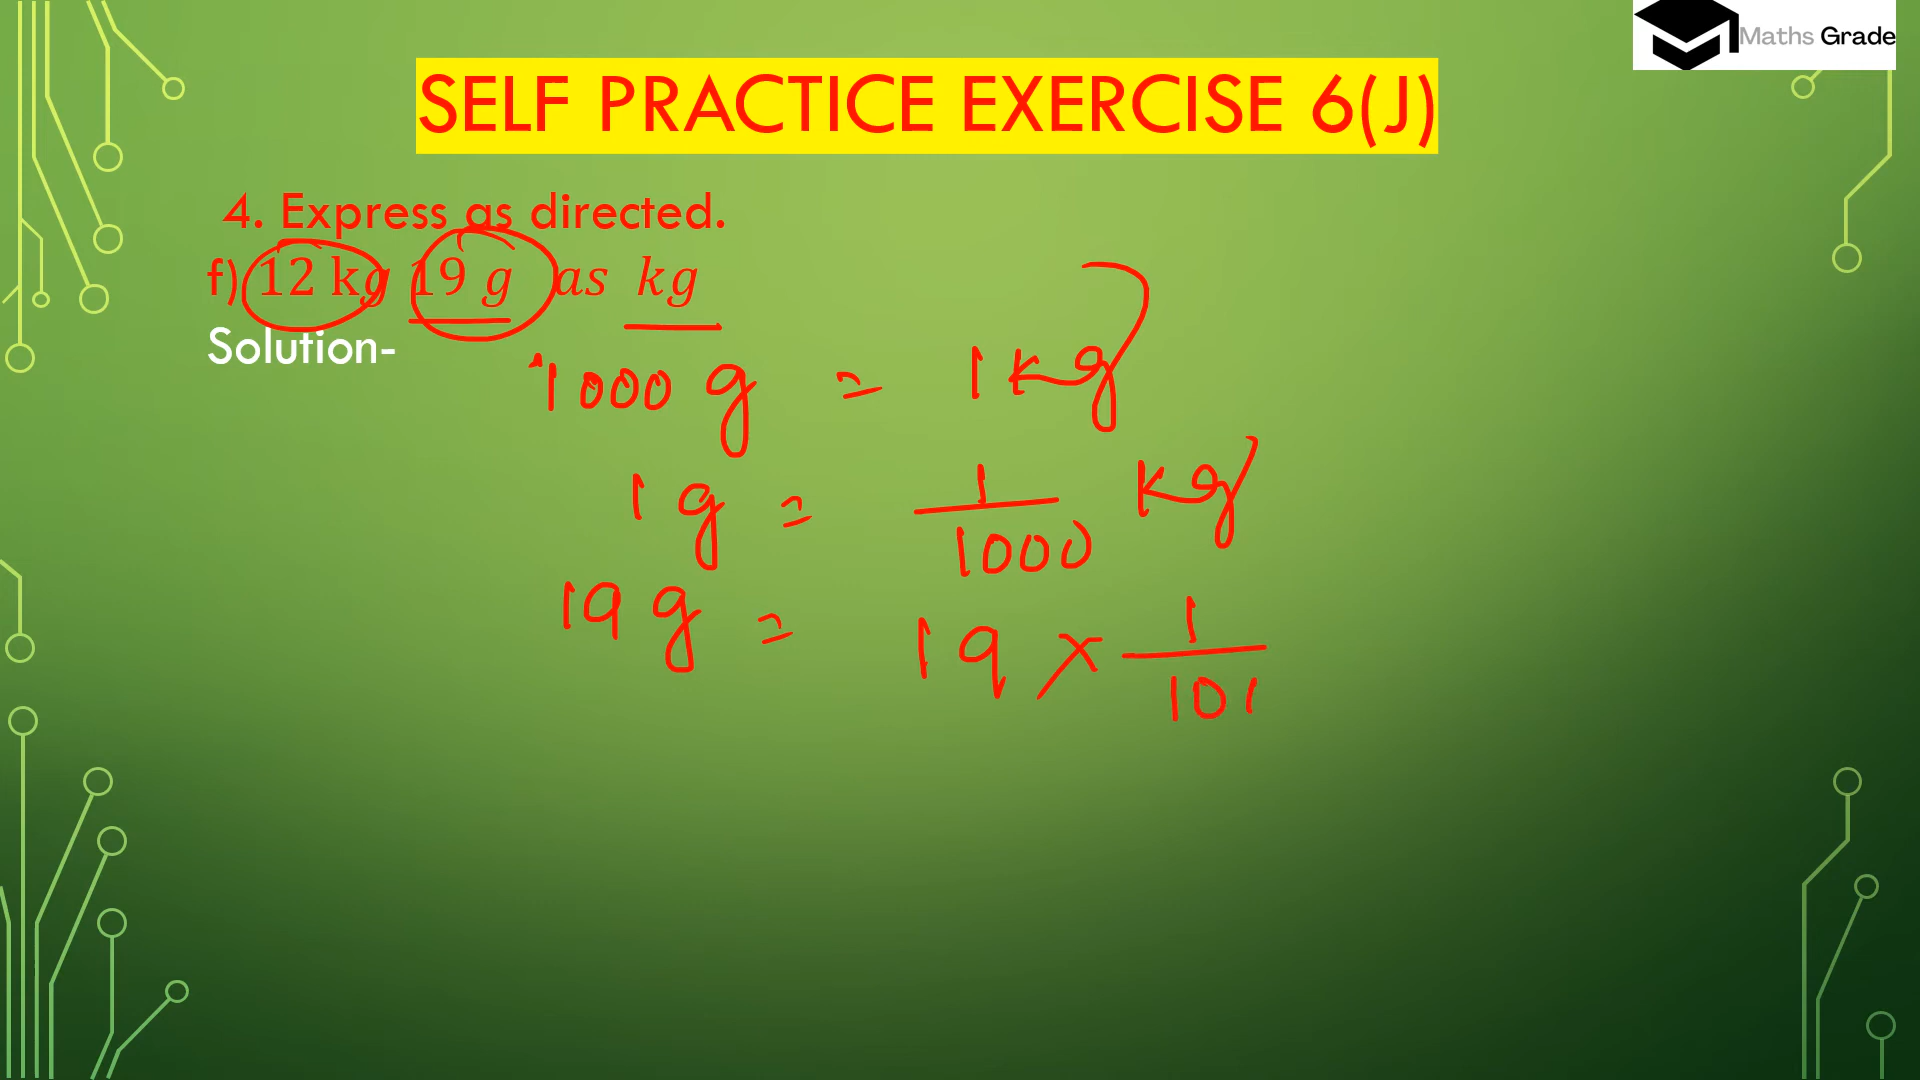 Maths Grade
SELF PRACTICE EXERCISE 6(J)
4. Express as directed.
f) 12 kg 19 g as kg
Solution-
1000 g = 1 kg
1 g = 1/1000 kg
19 g = 19 × 1/101